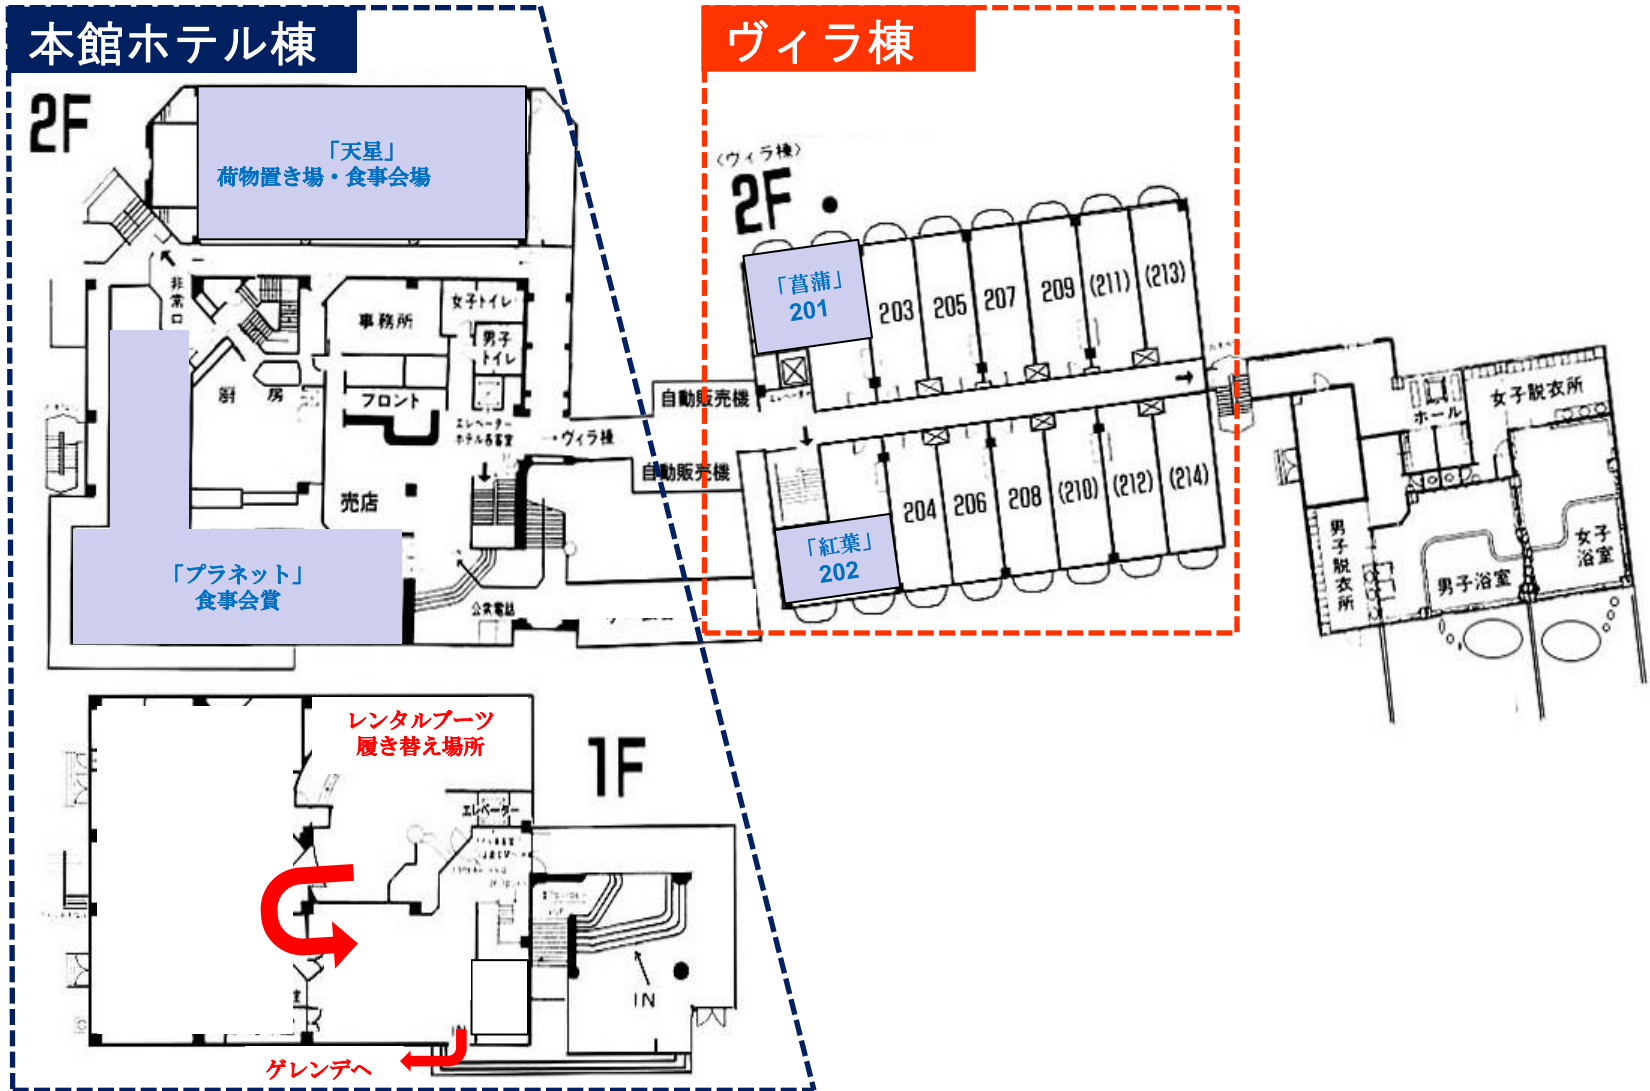 本館ホテル棟
ヴィラ棟
2F
「天星」
荷物置き場・食事会場
非常口
事務所
女子トイレ
男子
トイレ
厨房
フロント
エレベーター
ホテル各客室
→ヴィラ棟
売店
「プラネット」
食事会賞
公衆電話
自動販売機
自動販売機
〈ヴィラ棟〉
2F
「菖蒲」
201
203
205
207
209
(211)
(213)
エレベーター
204
206
208
(210)
(212)
(214)
「紅葉」
202
ホール
女子脱衣所
男子脱衣所
男子浴室
女子
浴室
1F
レンタルブーツ
履き替え場所
エレベーター
IN
IN
ゲレンデへ